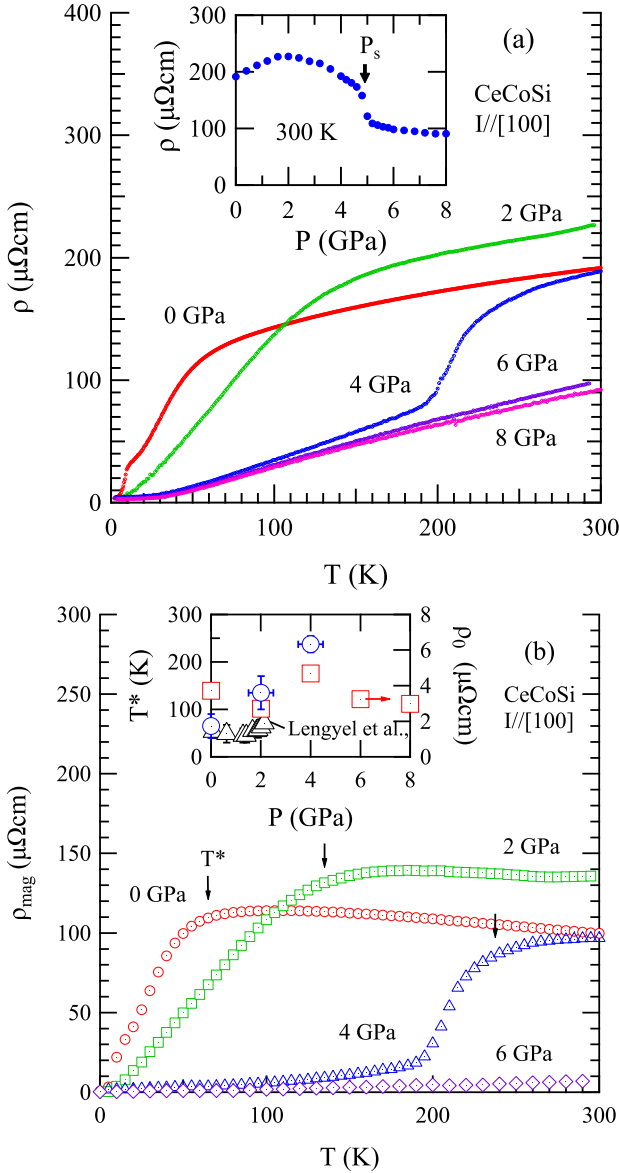 (a)
CeCoSi
I//[100]
400
300
200
100
0
ρ (μΩcm)
0
100
200
300
T (K)
300
200
100
0
ρ (μΩcm)
0
2
4
6
8
P (GPa)
P_s
300 K
2 GPa
0 GPa
4 GPa
6 GPa
8 GPa
(b)
CeCoSi
I//[100]
300
250
200
150
100
50
0
ρ_mag (μΩcm)
0
100
200
300
T (K)
300
200
100
0
T* (K)
8
6
4
2
0
ρ_0 (μΩcm)
0
2
4
6
8
P (GPa)
Lengyel et al.,
T*
0 GPa
2 GPa
4 GPa
6 GPa